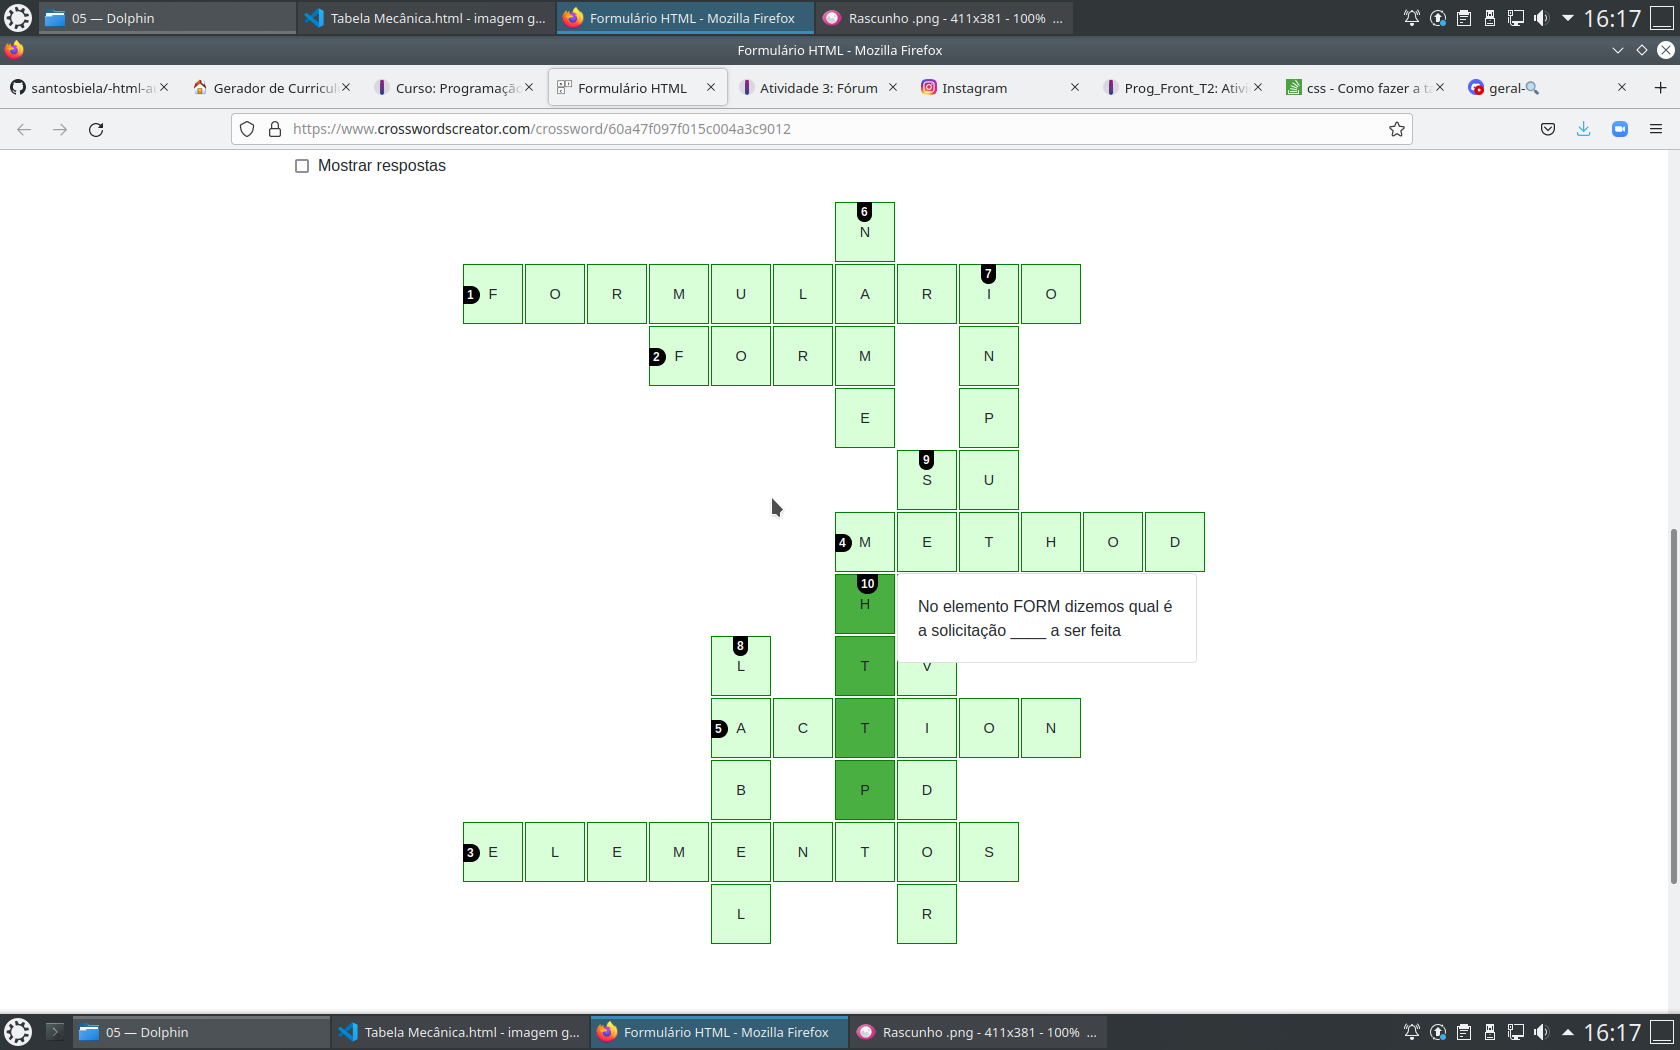 05 — Dolphin
Tabela Mecânica.html - imagem g...
Formulário HTML - Mozilla Firefox
Rascunho .png - 411x381 - 100% ...
16:17
Formulário HTML - Mozilla Firefox
santosbiela/-html-a
Gerador de Curricul
Curso: Programaçã
Formulário HTML
Atividade 3: Fórum
Instagram
Prog_Front_T2: Ativi
css - Como fazer a ta
geral-
https://www.crosswordscreator.com/crossword/60a47f097f015c004a3c9012
Mostrar respostas
6
N
7
1 F O R M U L A R I O
2 F O R M N
E P
9
S U
4 M E T H O D
10
H
No elemento FORM dizemos qual é
a solicitação ____ a ser feita
8
L T V
5 A C T I O N
B P D
3 E L E M E N T O S
L R
05 — Dolphin
Tabela Mecânica.html - imagem g...
Formulário HTML - Mozilla Firefox
Rascunho .png - 411x381 - 100% ...
16:17